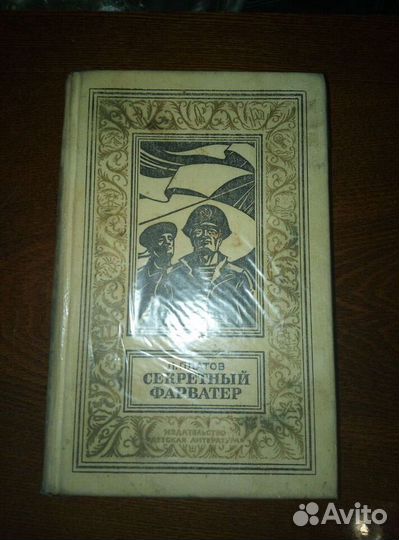 Л. ПЛАТОВ
СЕКРЕТНЫЙ
ФАРВАТЕР
ИЗДАТЕЛЬСТВО
ДЕТСКАЯ ЛИТЕРАТУРА
Avito